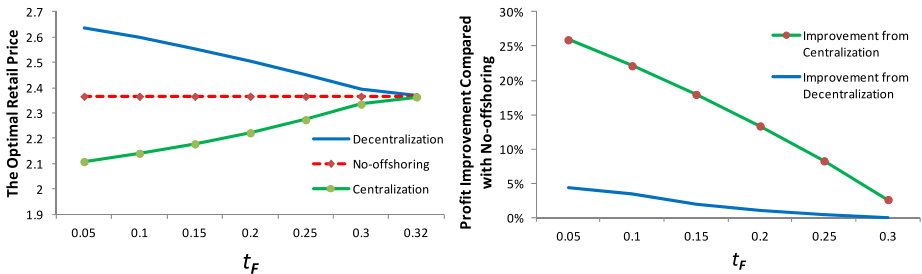 The Optimal Retail Price
2.7
2.6
2.5
2.4
2.3
2.2
2.1
2
1.9
Decentralization
No-offshoring
Centralization
0.05 0.1 0.15 0.2 0.25 0.3 0.32
t_F
Profit Improvement Compared
with No-offshoring
30%
25%
20%
15%
10%
5%
0%
Improvement from
Centralization
Improvement from
Decentralization
0.05 0.1 0.15 0.2 0.25 0.3
t_F